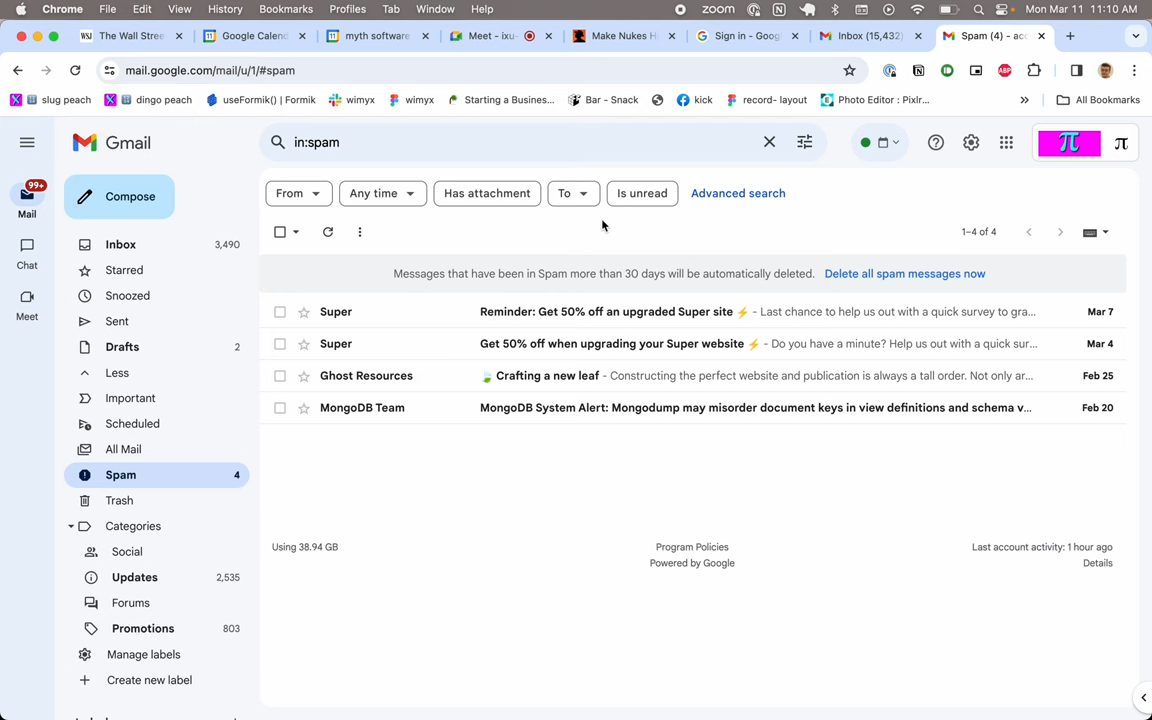 Chrome File Edit View History Bookmarks Profiles Tab Window Help zoom Mon Mar 11 11:10 AM
WSJ The Wall Stree Google Calend myth software Meet - ixu- Make Nukes H Sign in - Goog Inbox (15,432) Spam (4) - acc
mail.google.com/mail/u/1/#spam ABP
slug peach dingo peach useFormik() | Formik wimyx wimyx Starting a Busines... Bar - Snack kick record- layout Photo Editor : Pixlr... » All Bookmarks
Gmail in:spam π π
99+
Mail
Chat
Meet
Compose
Inbox 3,490
Starred
Snoozed
Sent
Drafts 2
Less
Important
Scheduled
All Mail
Spam 4
Trash
Categories
Social
Updates 2,535
Forums
Promotions 803
Manage labels
Create new label
From Any time Has attachment To Is unread Advanced search
1–4 of 4
Messages that have been in Spam more than 30 days will be automatically deleted. Delete all spam messages now
Super Reminder: Get 50% off an upgraded Super site ⚡ - Last chance to help us out with a quick survey to gra... Mar 7
Super Get 50% off when upgrading your Super website ⚡ - Do you have a minute? Help us out with a quick sur... Mar 4
Ghost Resources 🍃 Crafting a new leaf - Constructing the perfect website and publication is always a tall order. Not only ar... Feb 25
MongoDB Team MongoDB System Alert: Mongodump may misorder document keys in view definitions and schema v... Feb 20
Using 38.94 GB Program Policies Last account activity: 1 hour ago
Powered by Google Details